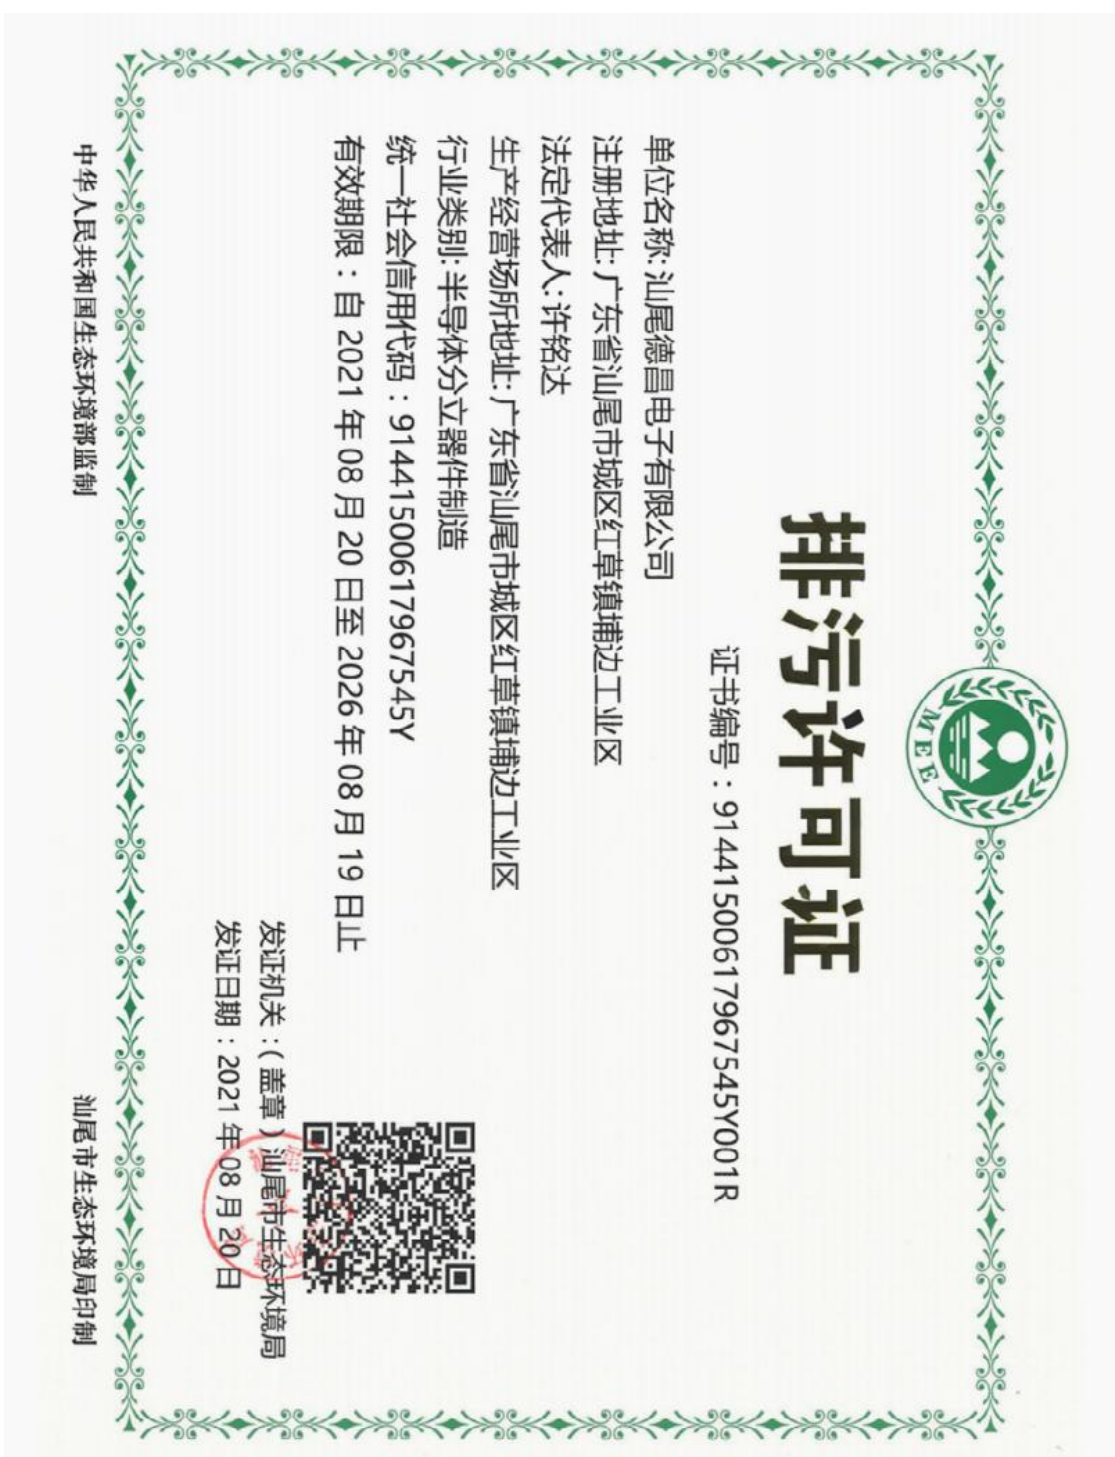 MEE
排污许可证
证书编号：91441500617967545Y001R
单位名称:汕尾德昌电子有限公司
注册地址:广东省汕尾市城区红草镇埔边工业区
法定代表人:许铭达
生产经营场所地址:广东省汕尾市城区红草镇埔边工业区
行业类别:半导体分立器件制造
统一社会信用代码：91441500617967545Y
有效期限：自2021年08月20日至2026年08月19日止
发证机关：(盖章)汕尾市生态环境局
发证日期：2021年08月20日
中华人民共和国生态环境部监制
汕尾市生态环境局印制